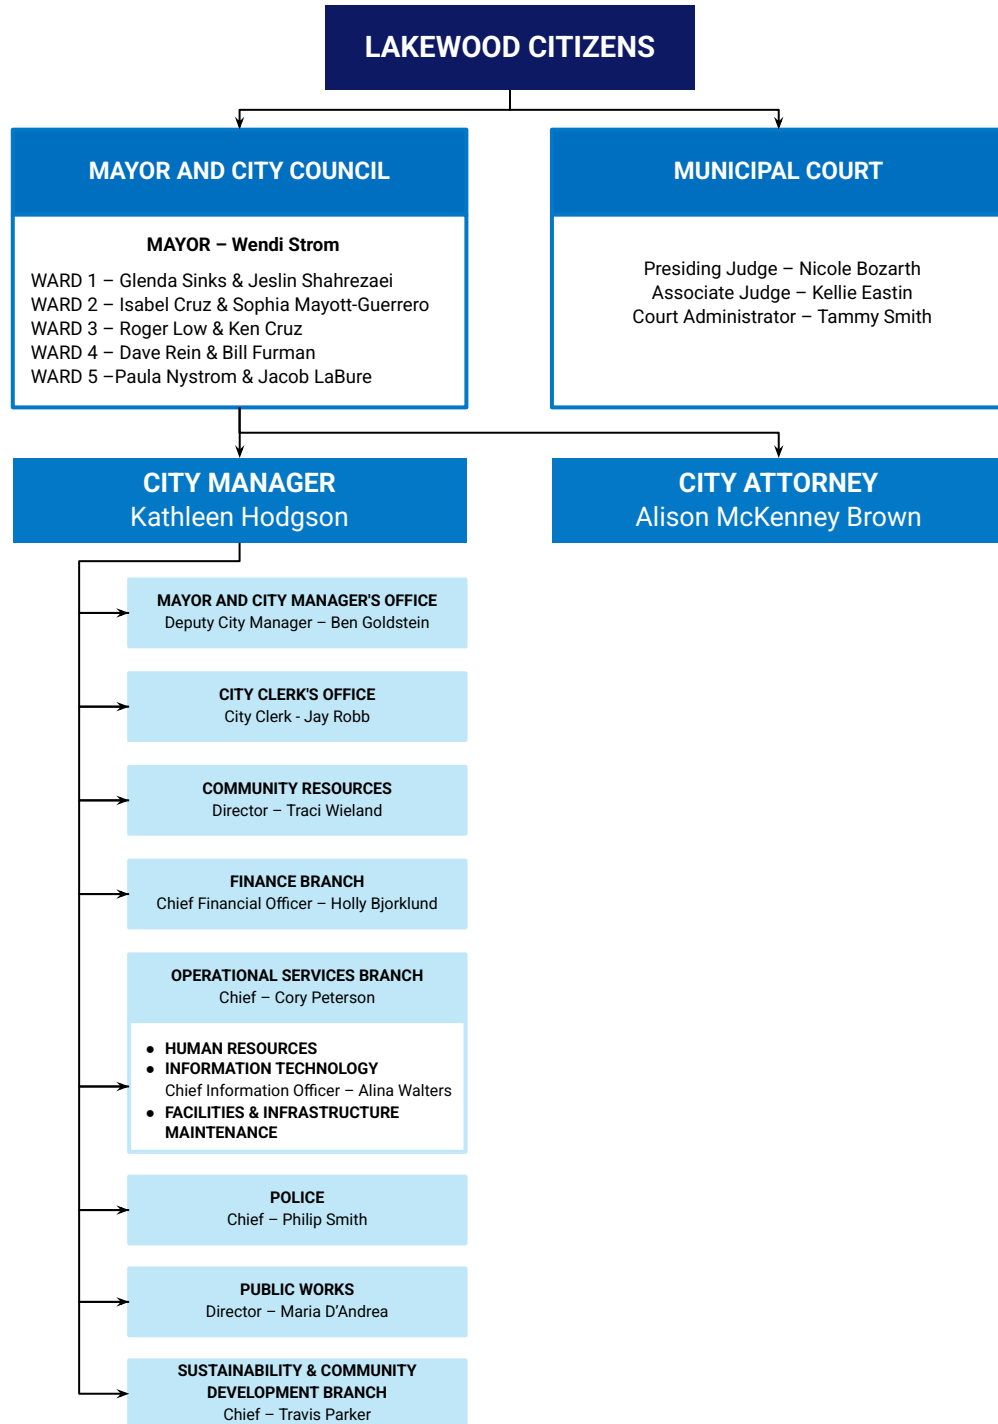 LAKEWOOD CITIZENS
MAYOR AND CITY COUNCIL
MAYOR – Wendi Strom
WARD 1 – Glenda Sinks & Jeslin Shahrezaei
WARD 2 – Isabel Cruz & Sophia Mayott-Guerrero
WARD 3 – Roger Low & Ken Cruz
WARD 4 – Dave Rein & Bill Furman
WARD 5 –Paula Nystrom & Jacob LaBure
MUNICIPAL COURT
Presiding Judge – Nicole Bozarth
Associate Judge – Kellie Eastin
Court Administrator – Tammy Smith
CITY MANAGER
Kathleen Hodgson
CITY ATTORNEY
Alison McKenney Brown
MAYOR AND CITY MANAGER'S OFFICE
Deputy City Manager – Ben Goldstein
CITY CLERK'S OFFICE
City Clerk - Jay Robb
COMMUNITY RESOURCES
Director – Traci Wieland
FINANCE BRANCH
Chief Financial Officer – Holly Bjorklund
OPERATIONAL SERVICES BRANCH
Chief – Cory Peterson
● HUMAN RESOURCES
● INFORMATION TECHNOLOGY
Chief Information Officer – Alina Walters
● FACILITIES & INFRASTRUCTURE
MAINTENANCE
POLICE
Chief – Philip Smith
PUBLIC WORKS
Director – Maria D’Andrea
SUSTAINABILITY & COMMUNITY
DEVELOPMENT BRANCH
Chief – Travis Parker